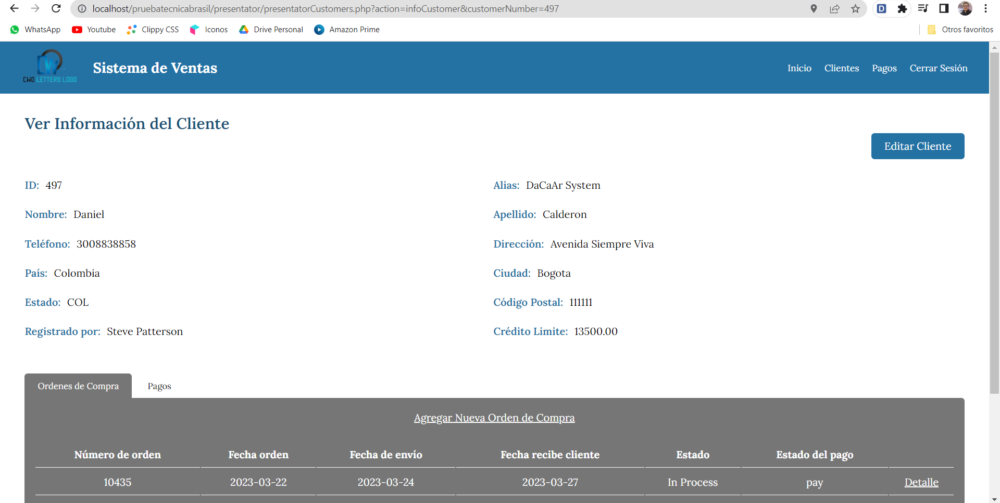 localhost/pruebatecnicabrasil/presentator/presentatorCustomers.php?action=infoCustomer&customerNumber=497
WhatsApp Youtube Clippy CSS Iconos Drive Personal Amazon Prime Otros favoritos
CWD LETTERS LOGO
Sistema de Ventas
Inicio Clientes Pagos Cerrar Sesión
Ver Información del Cliente
Editar Cliente
ID: 497 Alias: DaCaAr System
Nombre: Daniel Apellido: Calderon
Teléfono: 3008838858 Dirección: Avenida Siempre Viva
País: Colombia Ciudad: Bogota
Estado: COL Código Postal: 111111
Registrado por: Steve Patterson Crédito Limite: 13500.00
Ordenes de Compra Pagos
Agregar Nueva Orden de Compra
Número de orden Fecha orden Fecha de envío Fecha recibe cliente Estado Estado del pago
10435 2023-03-22 2023-03-24 2023-03-27 In Process pay Detalle